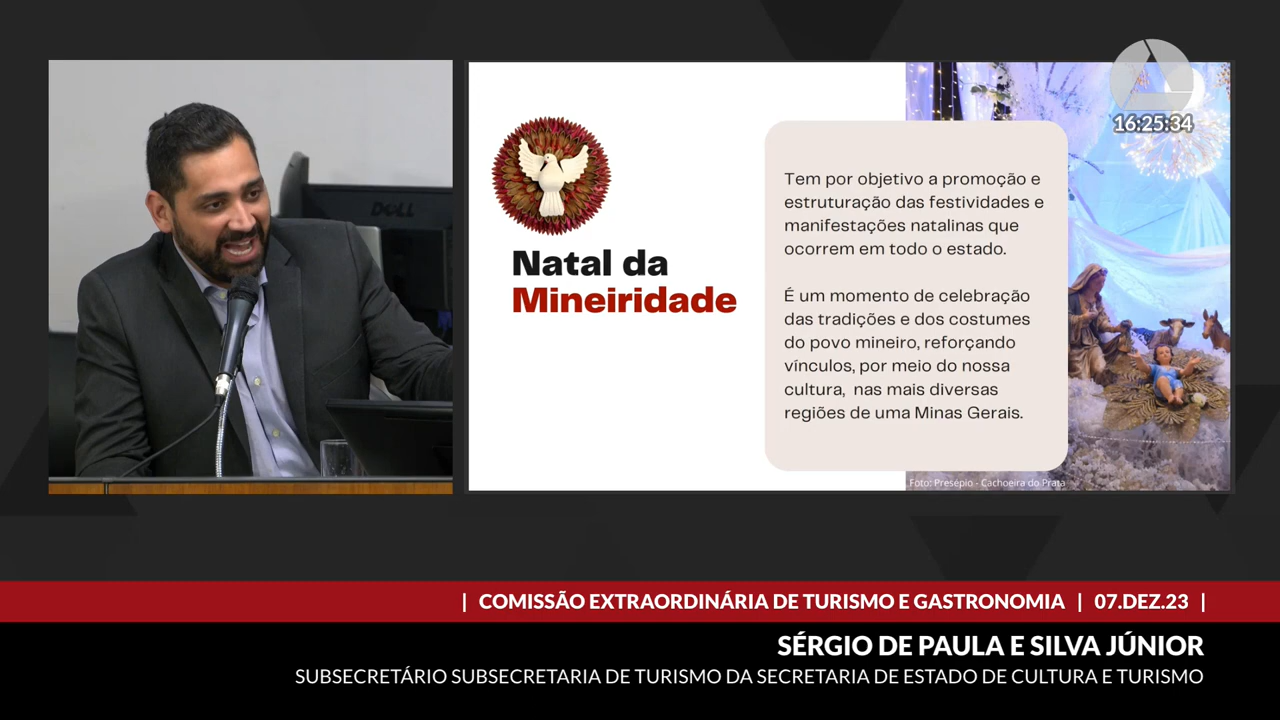 16:25:34
DELL
Natal da
Mineiridade
Tem por objetivo a promoção e
estruturação das festividades e
manifestações natalinas que
ocorrem em todo o estado.
É um momento de celebração
das tradições e dos costumes
do povo mineiro, reforçando
vínculos, por meio do nossa
cultura, nas mais diversas
regiões de uma Minas Gerais.
Foto: Presépio - Cachoeira do Prata
| COMISSÃO EXTRAORDINÁRIA DE TURISMO E GASTRONOMIA | 07.DEZ.23 |
SÉRGIO DE PAULA E SILVA JÚNIOR
SUBSECRETÁRIO SUBSECRETARIA DE TURISMO DA SECRETARIA DE ESTADO DE CULTURA E TURISMO